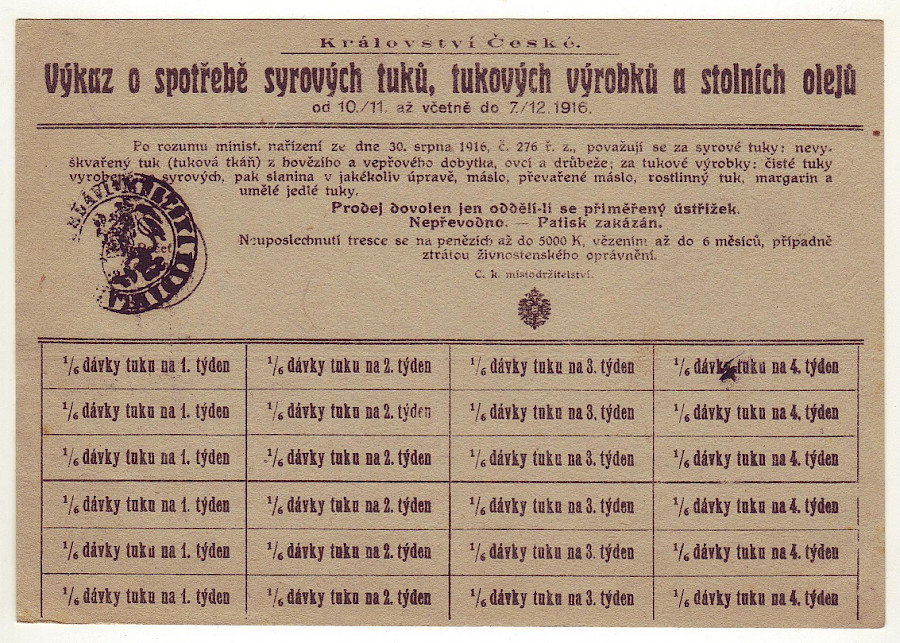 Království České.
Výkaz o spotřebě syrových tuků, tukových výrobků a stolních olejů
od 10./11. až včetně do 7./12. 1916.
Po rozumu minist. nařízení ze dne 30. srpna 1916, č. 276 ř. z., považují se za syrové tuky: nevy-
škvařený tuk (tuková tkáň) z hovězího a vepřového dobytka, ovcí a drůbeže; za tukové výrobky: čisté tuky
syrových, pak slanina v jakékoliv úpravě, máslo, převařené máslo, rostlinný tuk, margarin a
umělé jedlé tuky.
Prodej dovolen jen oddělí-li se přiměřený ústřižek.
Nepřevodno. — Patisk zakázán.
Neuposlechnutí tresce se na penězích až do 5000 K, vězením až do 6 měsíců, případně
ztrátou živnostenského oprávnění.
C. k. místodržitelství.
1/6 dávky tuku na 1. týden 1/6 dávky tuku na 2. týden 1/6 dávky tuku na 3. týden 1/6 dávky tuku na 4. týden
1/6 dávky tuku na 1. týden 1/6 dávky tuku na 2. týden 1/6 dávky tuku na 3. týden 1/6 dávky tuku na 4. týden
1/6 dávky tuku na 1. týden 1/6 dávky tuku na 2. týden 1/6 dávky tuku na 3. týden 1/6 dávky tuku na 4. týden
1/6 dávky tuku na 1. týden 1/6 dávky tuku na 2. týden 1/6 dávky tuku na 3. týden 1/6 dávky tuku na 4. týden
1/6 dávky tuku na 1. týden 1/6 dávky tuku na 2. týden 1/6 dávky tuku na 3. týden 1/6 dávky tuku na 4. týden
1/6 dávky tuku na 1. týden 1/6 dávky tuku na 2. týden 1/6 dávky tuku na 3. týden 1/6 dávky tuku na 4. týden